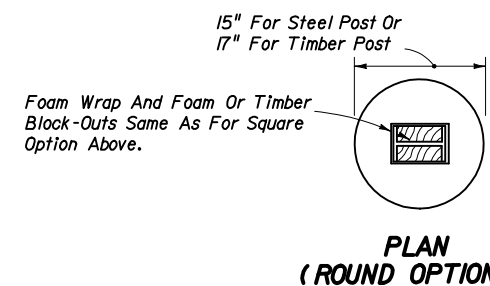 15" For Steel Post Or
17" For Timber Post
Foam Wrap And Foam Or Timber
Block-Outs Same As For Square
Option Above.
PLAN
(ROUND OPTION